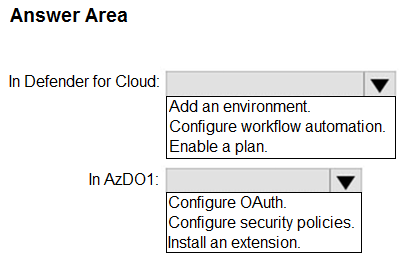 Answer Area
In Defender for Cloud:
Add an environment.
Configure workflow automation.
Enable a plan.
In AzDO1:
Configure OAuth.
Configure security policies.
Install an extension.